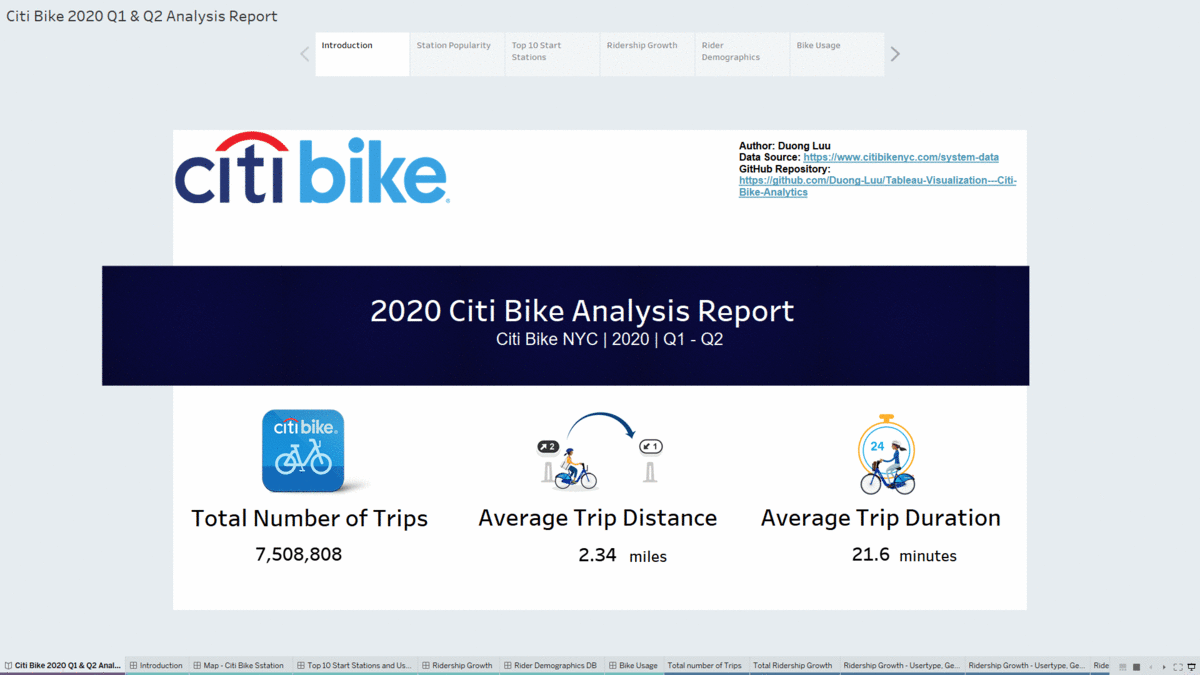 Citi Bike 2020 Q1 & Q2 Analysis Report
Introduction
Station Popularity
Top 10 Start
Stations
Ridership Growth
Rider
Demographics
Bike Usage
citi bike
Author: Duong Luu
Data Source: https://www.citibikenyc.com/system-data
GitHub Repository:
https://github.com/Duong-Luu/Tableau-Visualization---Citi-
Bike-Analytics
2020 Citi Bike Analysis Report
Citi Bike NYC | 2020 | Q1 - Q2
citi bike
2
1
24
Total Number of Trips
Average Trip Distance
Average Trip Duration
7,508,808
2.34 miles
21.6 minutes
Citi Bike 2020 Q1 & Q2 Anal... Introduction Map - Citi Bike Sstation Top 10 Start Stations and Us... Ridership Growth Rider Demographics DB Bike Usage Total number of Trips Total Ridership Growth Ridership Growth - Usertype, Ge... Ridership Growth - Usertype, Ge... Ride